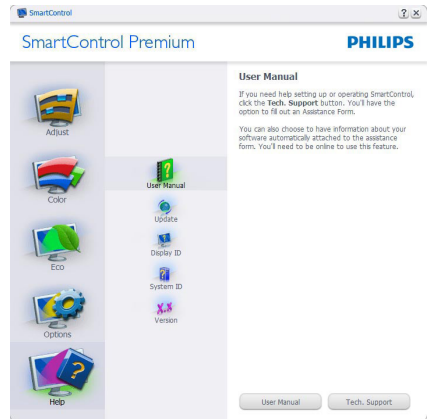 SmartControl
SmartControl Premium
PHILIPS
Adjust
Color
Eco
Options
Help
User Manual
Update
Display ID
System ID
X.X
Version
User Manual
If you need help setting up or operating SmartControl,
click the Tech. Support button. You'll have the
option to fill out an Assistance Form.
You can also choose to have information about your
software automatically attached to the assistance
form. You'll need to be online to use this feature.
User Manual
Tech. Support